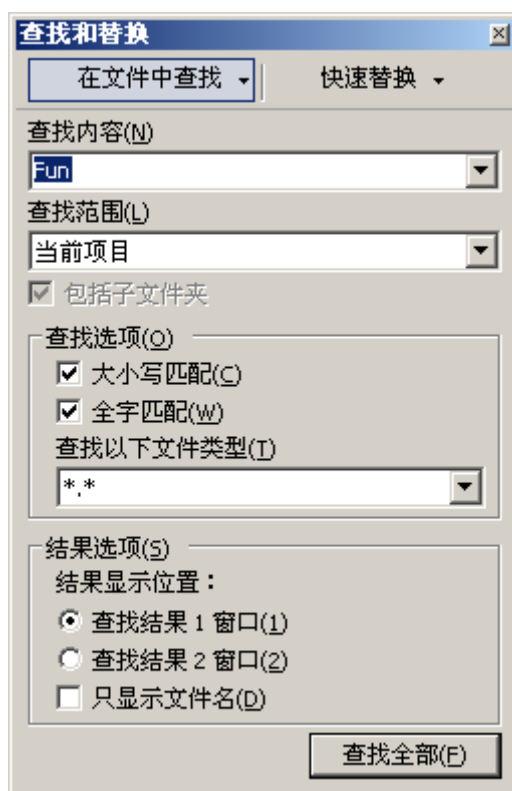 查找和替换
在文件中查找 快速替换
查找内容(N)
Fun
查找范围(L)
当前项目
包括子文件夹
查找选项(O)
大小写匹配(C)
全字匹配(W)
查找以下文件类型(T)
*.*
结果选项(S)
结果显示位置：
查找结果 1 窗口(1)
查找结果 2 窗口(2)
只显示文件名(D)
查找全部(F)